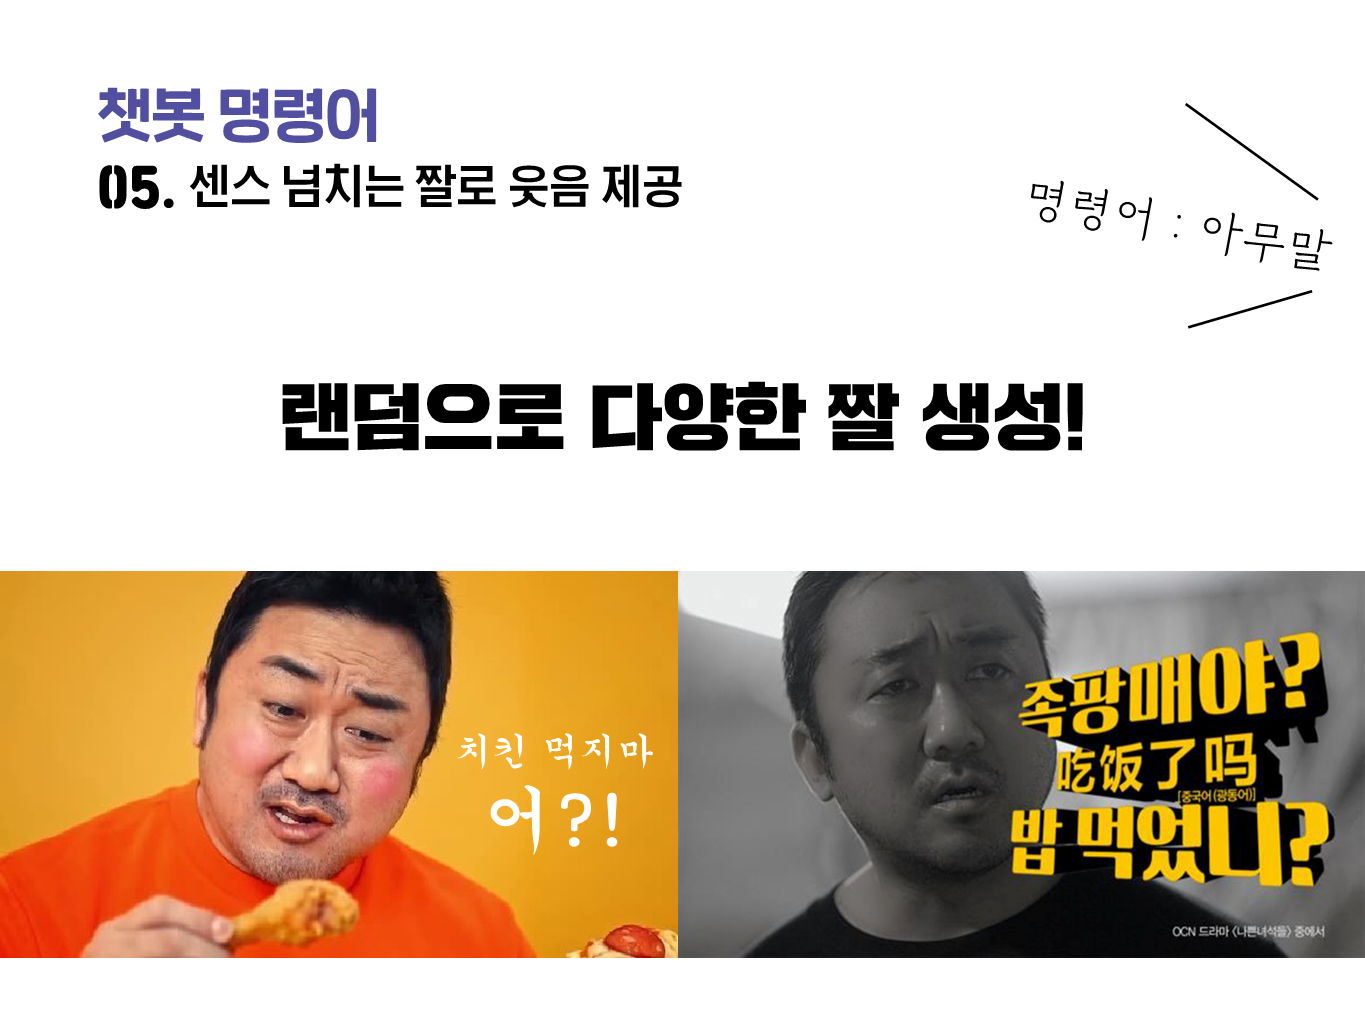 챗봇 명령어
05. 센스 넘치는 짤로 웃음 제공
명령어 : 아무말
랜덤으로 다양한 짤 생성!
치킨 먹지마
어?!
족팡매야?
吃饭了吗
[중국어(광동어)]
밥 먹었니?
OCN 드라마 <나쁜녀석들> 중에서